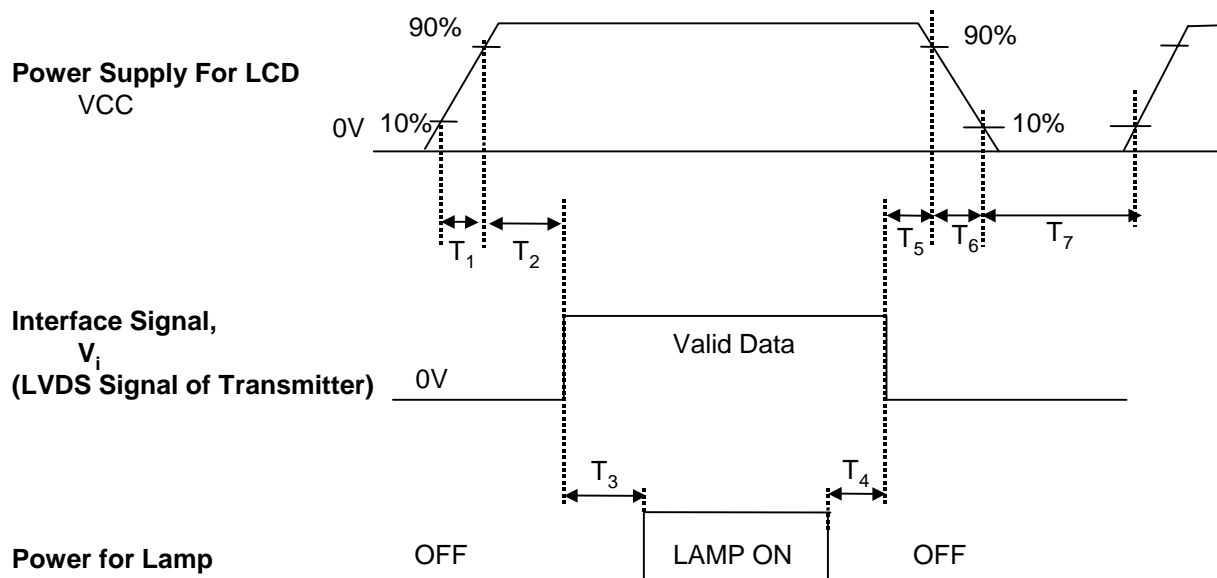 90%
90%
Power Supply For LCD
VCC
0V
10%
10%
T1
T2
T5
T6
T7
Interface Signal,
Vi
(LVDS Signal of Transmitter)
Valid Data
0V
T3
T4
Power for Lamp
OFF
LAMP ON
OFF